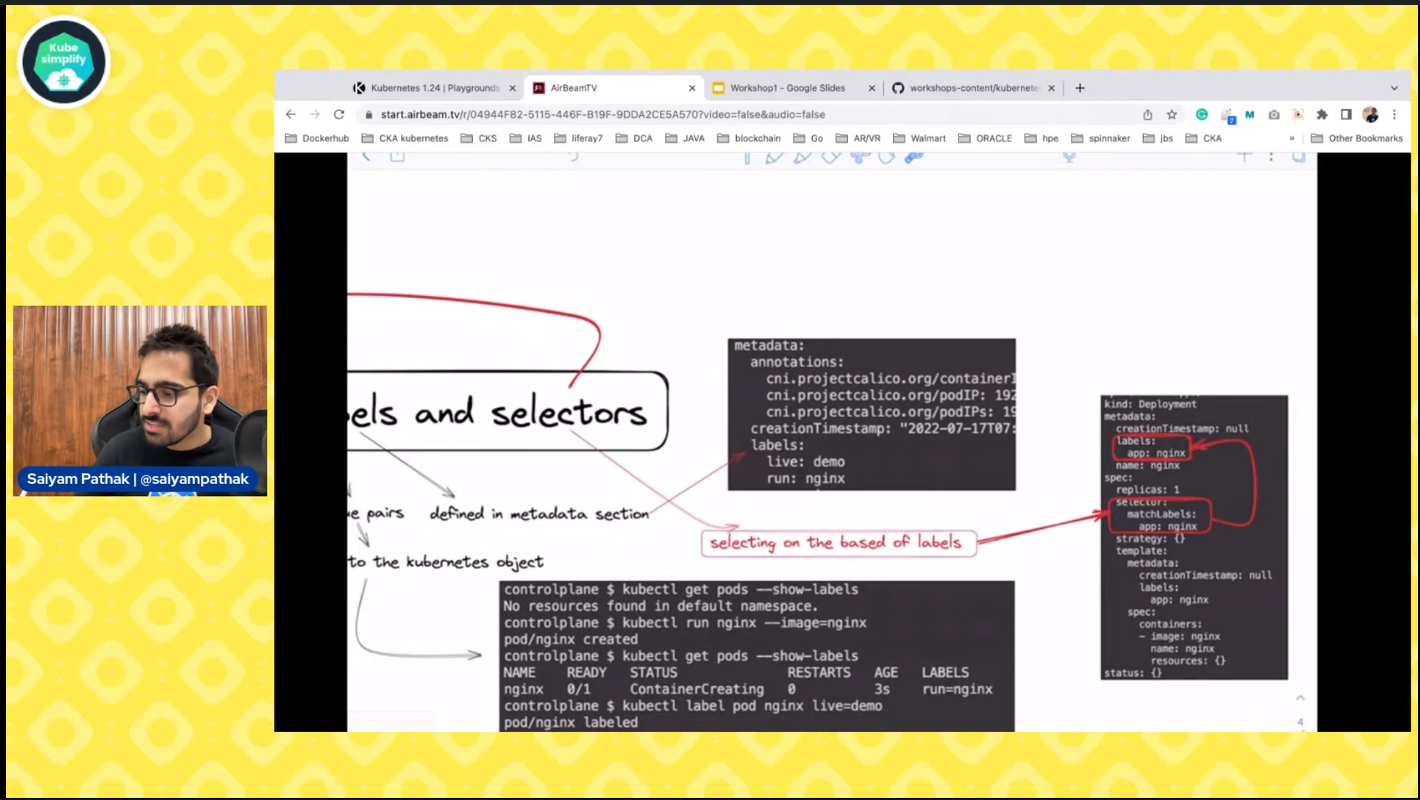 Kube
simplify
Kubernetes 1.24 | Playgrounds
AirBeamTV
Workshop1 - Google Slides
workshops-content/kubernete
start.airbeam.tv/r/04944F82-5115-446F-B19F-9DDA2CE5A570?video=false&audio=false
Dockerhub
CKA kubernetes
CKS
IAS
liferay7
DCA
JAVA
blockchain
Go
AR/VR
Walmart
ORACLE
hpe
spinnaker
jbs
CKA
»
Other Bookmarks
els and selectors
e pairs
defined in metadata section
to the kubernetes object
metadata:
annotations:
cni.projectcalico.org/containerI
cni.projectcalico.org/podIP: 192
cni.projectcalico.org/podIPs: 19
creationTimestamp: "2022-07-17T07:
labels:
live: demo
run: nginx
selecting on the based of labels
kind: Deployment
metadata:
creationTimestamp: null
labels:
app: nginx
name: nginx
spec:
replicas: 1
selector:
matchLabels:
app: nginx
strategy: {}
template:
metadata:
creationTimestamp: null
labels:
app: nginx
spec:
containers:
- image: nginx
name: nginx
resources: {}
status: {}
controlplane $ kubectl get pods --show-labels
No resources found in default namespace.
controlplane $ kubectl run nginx --image=nginx
pod/nginx created
controlplane $ kubectl get pods --show-labels
NAME READY STATUS RESTARTS AGE LABELS
nginx 0/1 ContainerCreating 0 3s run=nginx
controlplane $ kubectl label pod nginx live=demo
pod/nginx labeled
4
Saiyam Pathak | @saiyampathak